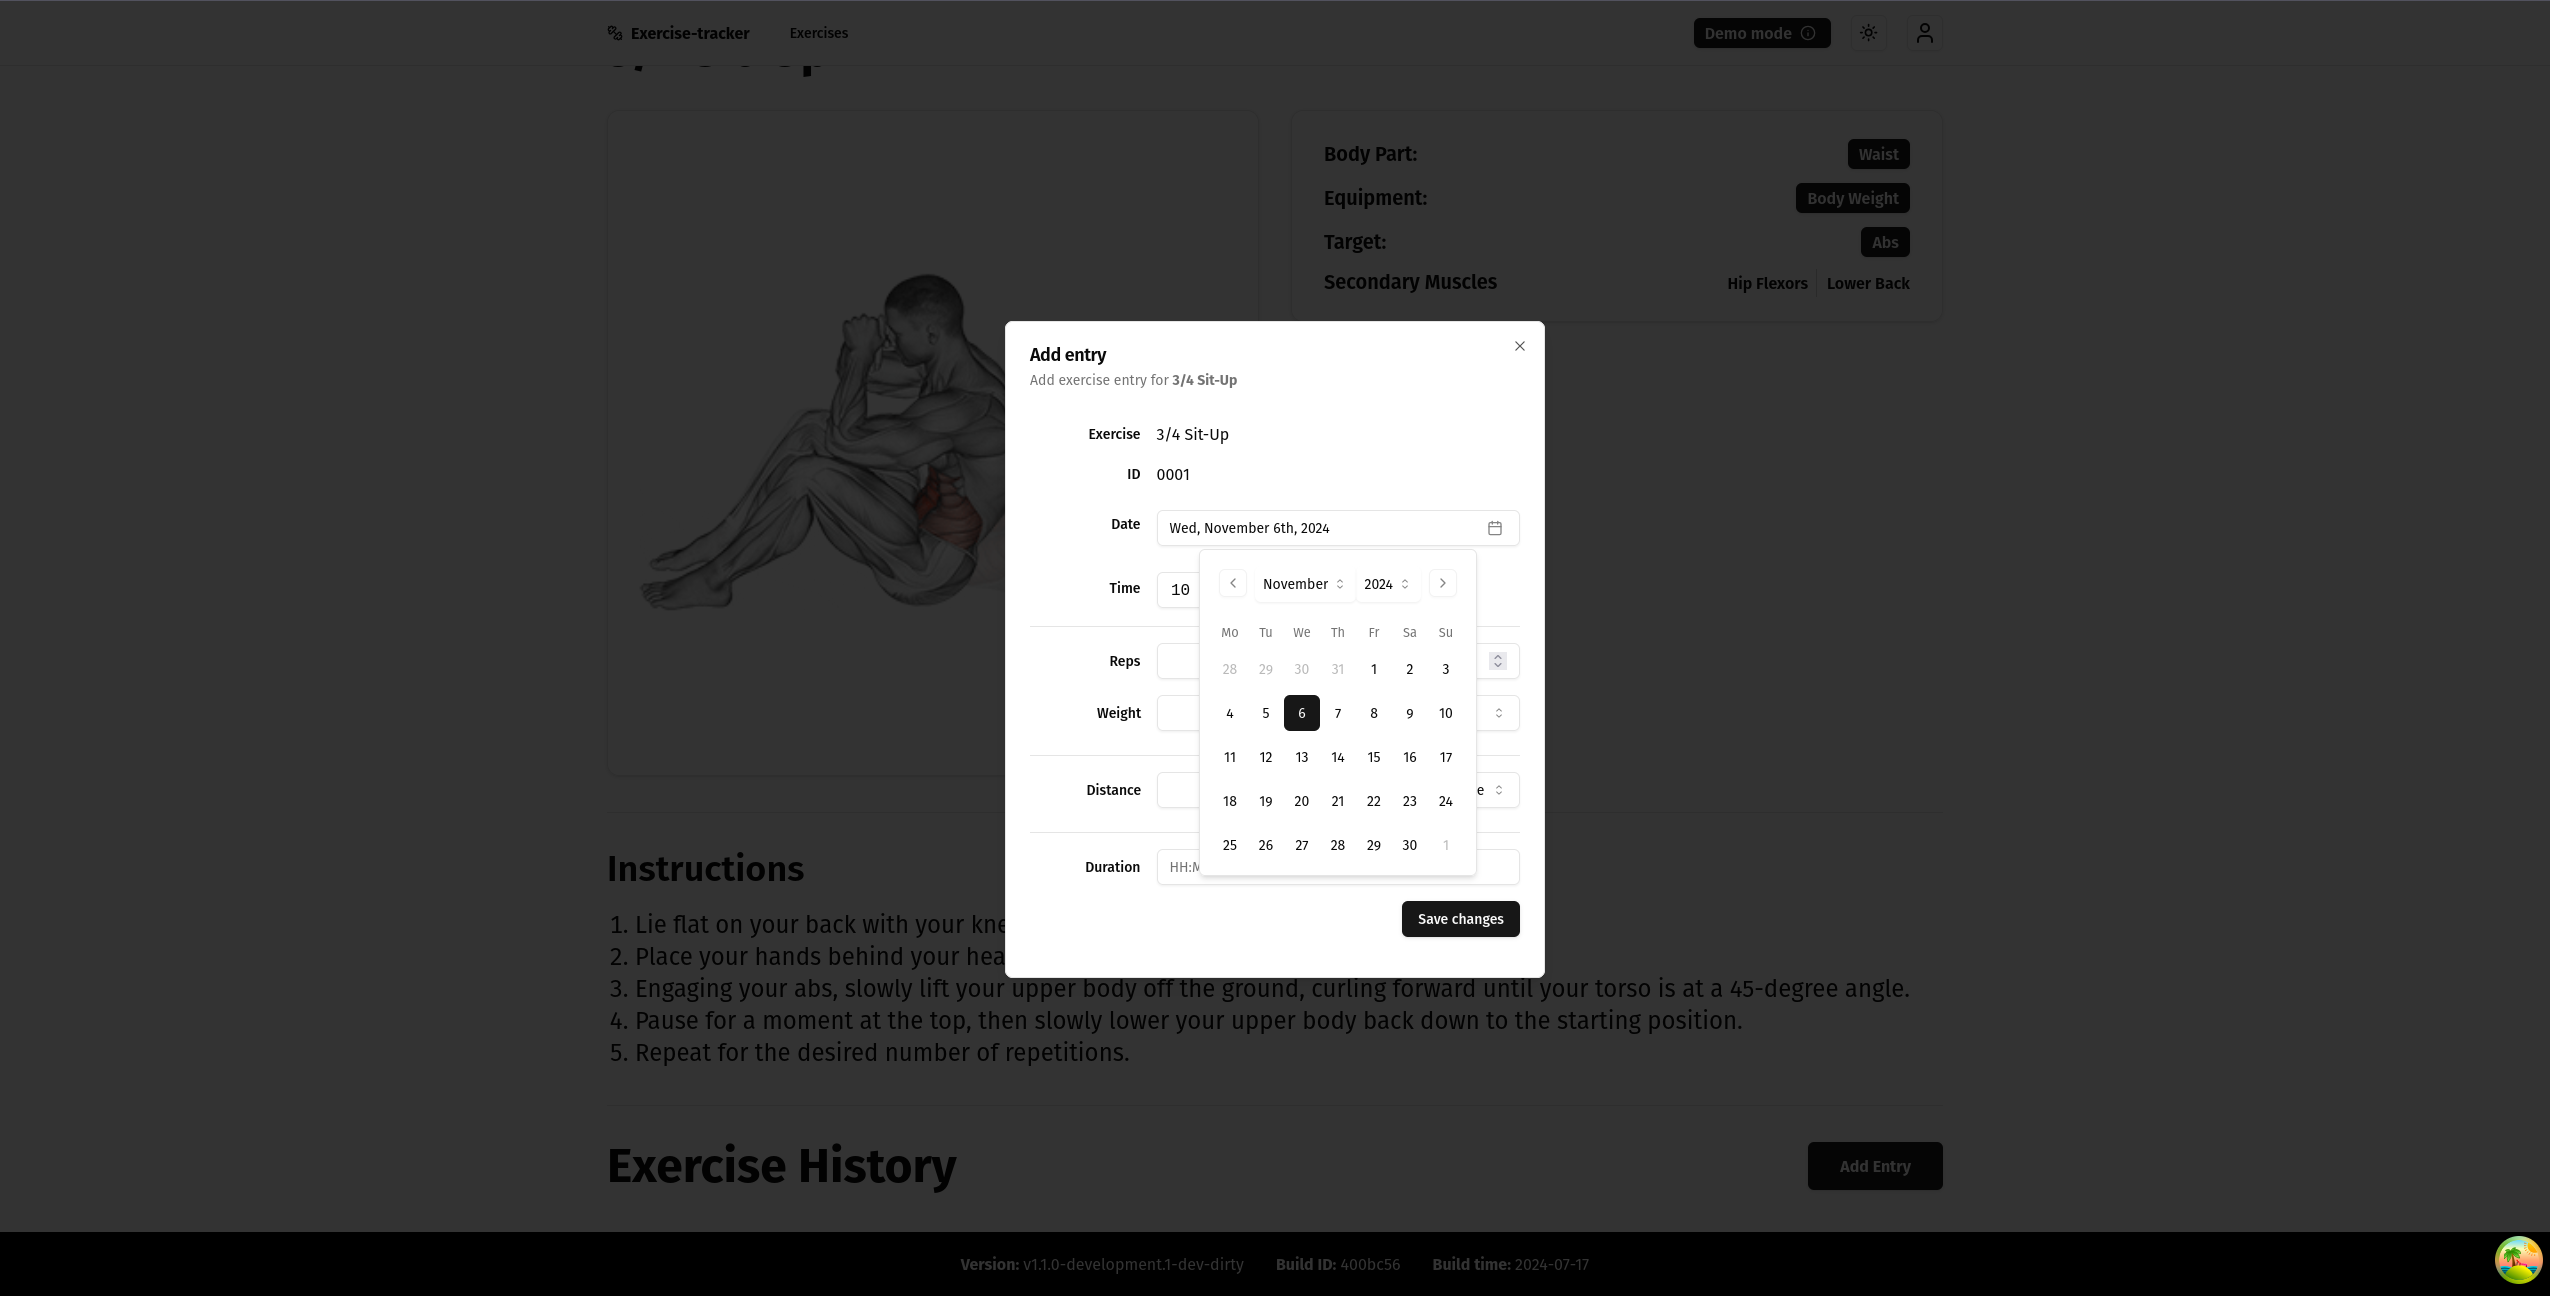 Exercise-tracker Exercises Demo mode
Body Part: Waist
Equipment: Body Weight
Target: Abs
Secondary Muscles Hip Flexors Lower Back
Add entry
Add exercise entry for 3/4 Sit-Up
Exercise 3/4 Sit-Up
ID 0001
Date Wed, November 6th, 2024
November 2024
Time 10
Mo Tu We Th Fr Sa Su
Reps
28 29 30 31 1 2 3
Weight
4 5 6 7 8 9 10
11 12 13 14 15 16 17
Distance
e
18 19 20 21 22 23 24
25 26 27 28 29 30 1
Duration HH:M
Save changes
Instructions
1. Lie flat on your back with your kne
2. Place your hands behind your hea
3. Engaging your abs, slowly lift your upper body off the ground, curling forward until your torso is at a 45-degree angle.
4. Pause for a moment at the top, then slowly lower your upper body back down to the starting position.
5. Repeat for the desired number of repetitions.
Exercise History Add Entry
Version: v1.1.0-development.1-dev-dirty Build ID: 400bc56 Build time: 2024-07-17